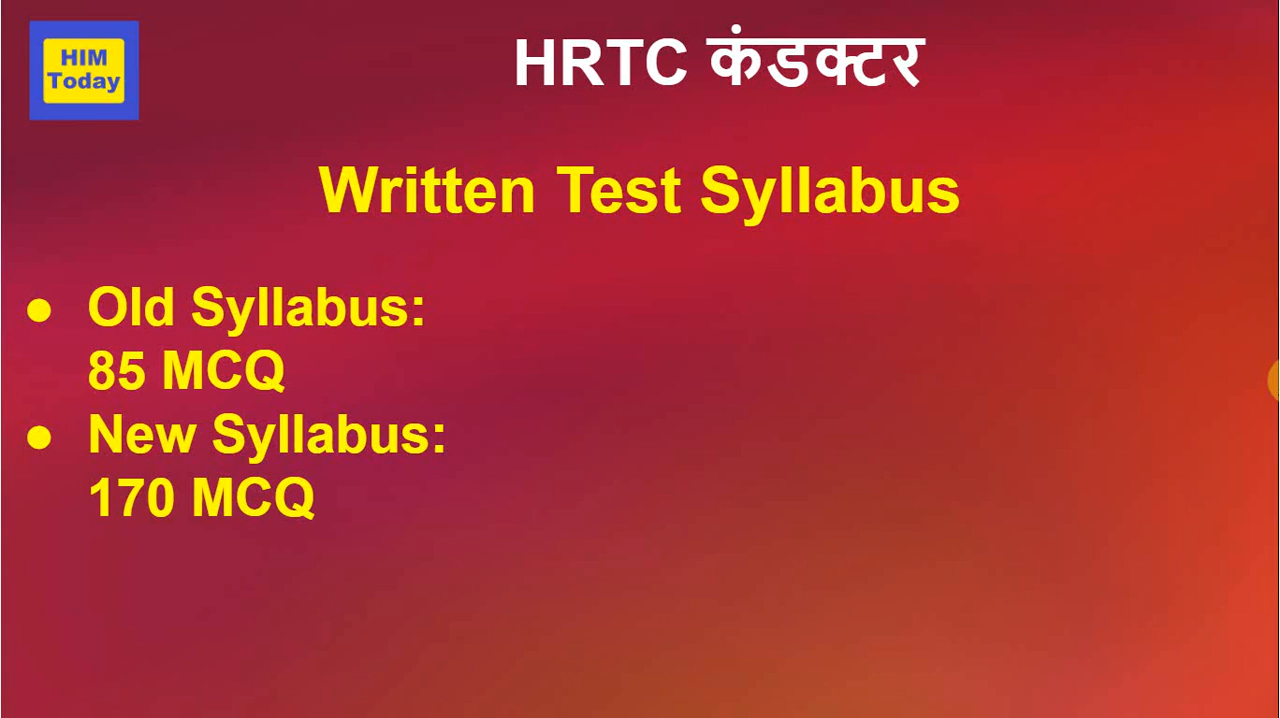 HIM
Today
HRTC कंडक्टर
Written Test Syllabus
● Old Syllabus:
85 MCQ
● New Syllabus:
170 MCQ